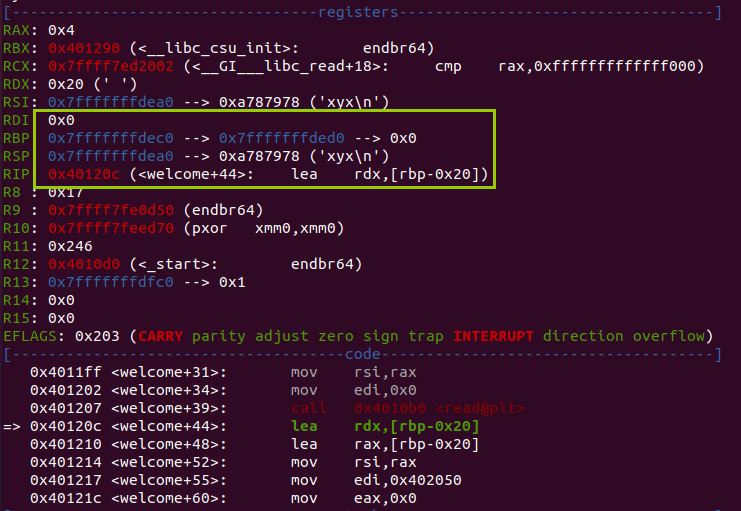 [----------------------------------registers-----------------------------------]
RAX: 0x4
RBX: 0x401290 (<__libc_csu_init>: endbr64)
RCX: 0x7ffff7ed2002 (<__GI___libc_read+18>: cmp rax,0xfffffffffffff000)
RDX: 0x20 (' ')
RSI: 0x7fffffffdea0 --> 0xa787978 ('xyx\n')
RDI: 0x0
RBP: 0x7fffffffdec0 --> 0x7fffffffded0 --> 0x0
RSP: 0x7fffffffdea0 --> 0xa787978 ('xyx\n')
RIP: 0x40120c (<welcome+44>: lea rdx,[rbp-0x20])
R8 : 0x17
R9 : 0x7ffff7fe0d50 (endbr64)
R10: 0x7ffff7feed70 (pxor xmm0,xmm0)
R11: 0x246
R12: 0x4010d0 (<_start>: endbr64)
R13: 0x7fffffffdfc0 --> 0x1
R14: 0x0
R15: 0x0
EFLAGS: 0x203 (CARRY parity adjust zero sign trap INTERRUPT direction overflow)
[-------------------------------------code-------------------------------------]
0x4011ff <welcome+31>: mov rsi,rax
0x401202 <welcome+34>: mov edi,0x0
0x401207 <welcome+39>: call 0x4010b0 <read@plt>
=> 0x40120c <welcome+44>: lea rdx,[rbp-0x20]
0x401210 <welcome+48>: lea rax,[rbp-0x20]
0x401214 <welcome+52>: mov rsi,rax
0x401217 <welcome+55>: mov edi,0x402050
0x40121c <welcome+60>: mov eax,0x0